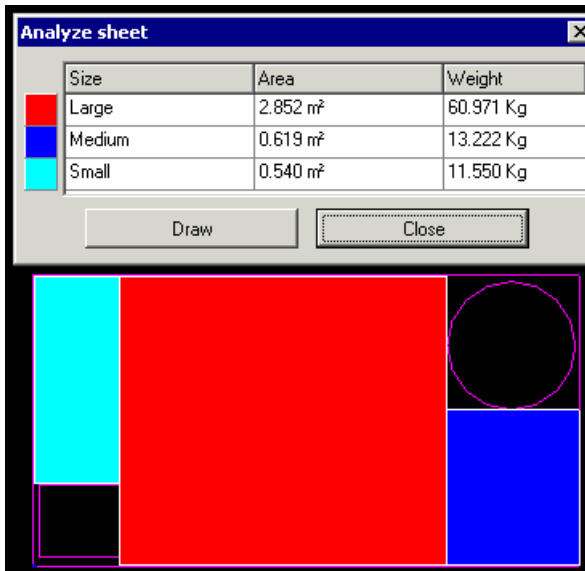 Analyze sheet
Size Area Weight
Large 2.852 m² 60.971 Kg
Medium 0.619 m² 13.222 Kg
Small 0.540 m² 11.550 Kg
Draw Close